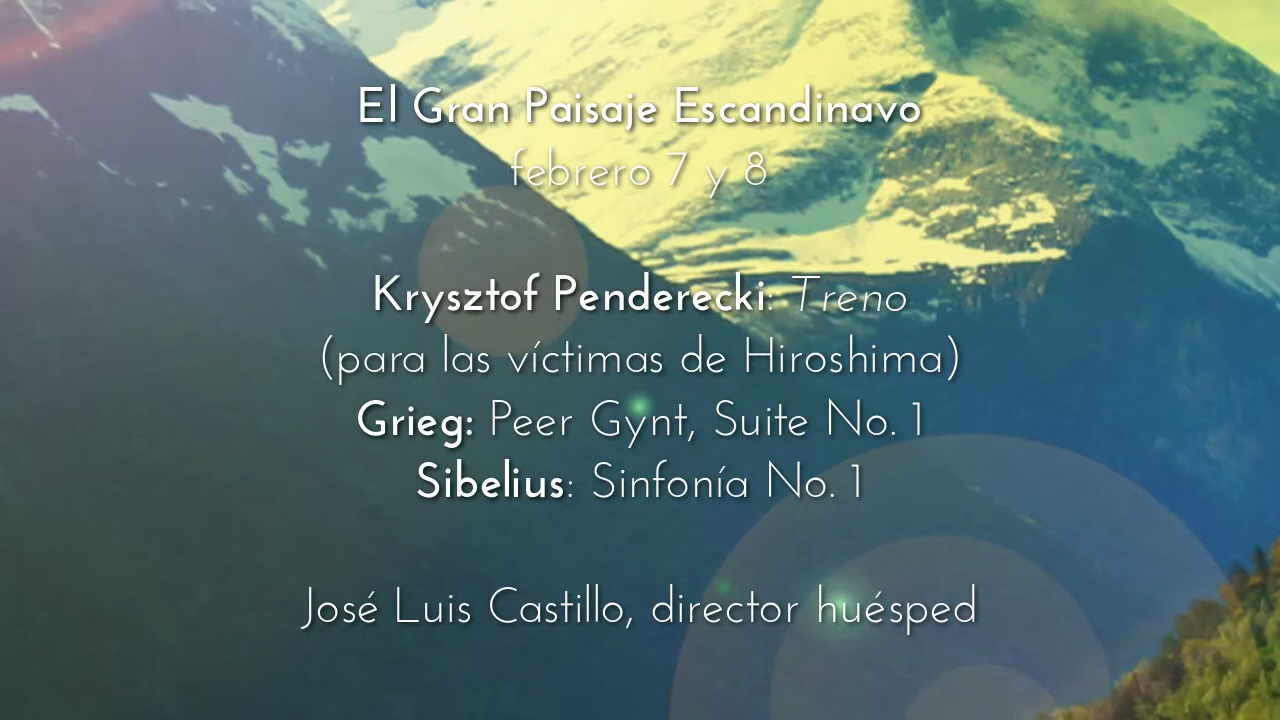 El Gran Paisaje Escandinavo
febrero 7 y 8
Krysztof Penderecki: Treno
(para las víctimas de Hiroshima)
Grieg: Peer Gynt, Suite No. 1
Sibelius: Sinfonía No. 1
José Luis Castillo, director huésped